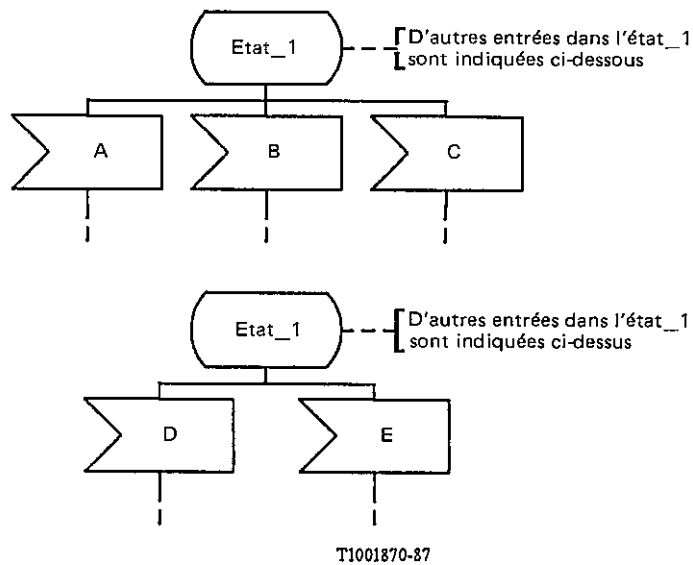 Etat_1
D'autres entrées dans l'état_1
sont indiquées ci-dessous
A B C
Etat_1
D'autres entrées dans l'état_1
sont indiquées ci-dessus
D E
T1001870-87